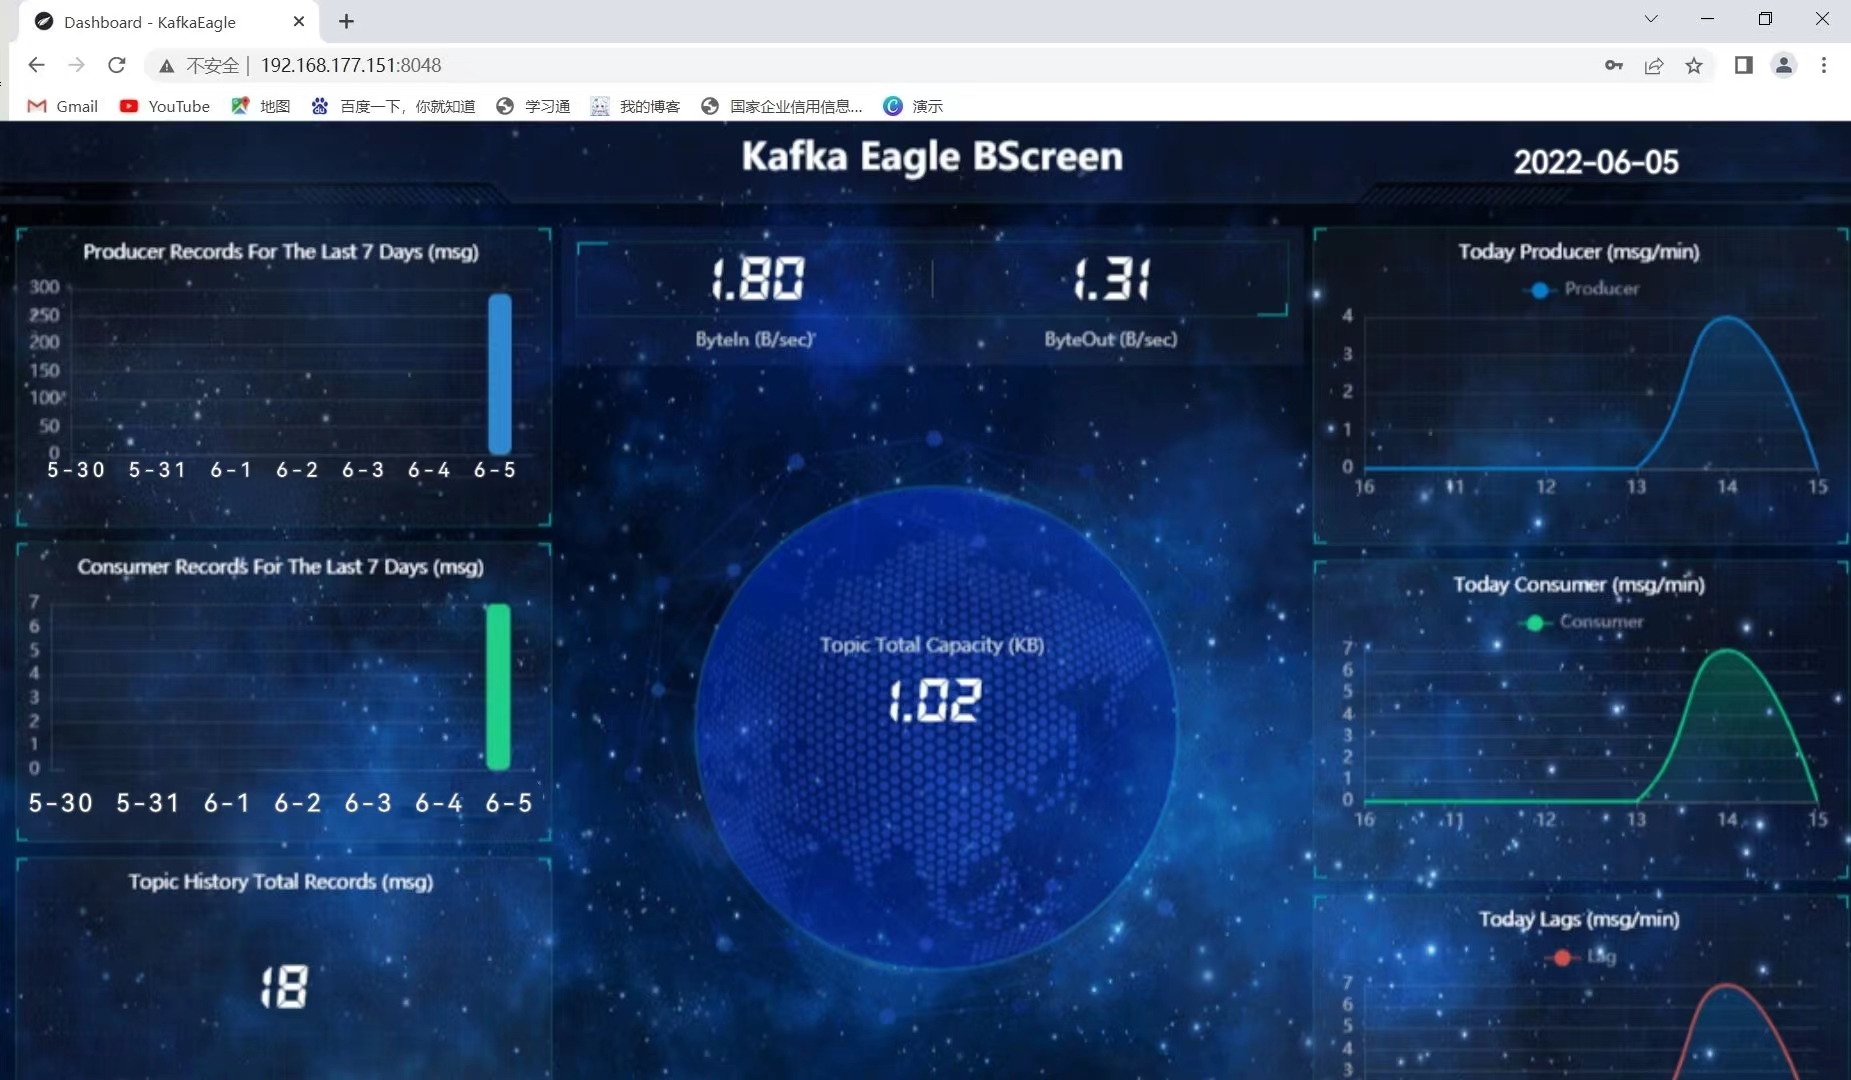 Dashboard - KafkaEagle
不安全 | 192.168.177.151:8048
Gmail YouTube 地图 百度一下，你就知道 学习通 我的博客 国家企业信用信息... 演示
Kafka Eagle BScreen
2022-06-05
Producer Records For The Last 7 Days (msg)
300
250
200
150
100
50
0
5-30 5-31 6-1 6-2 6-3 6-4 6-5
Consumer Records For The Last 7 Days (msg)
7
6
5
4
3
2
1
0
5-30 5-31 6-1 6-2 6-3 6-4 6-5
Topic History Total Records (msg)
18
1.80 1.31
ByteIn (B/sec) ByteOut (B/sec)
Topic Total Capacity (KB)
1.02
Today Producer (msg/min)
Producer
4
3
2
1
0
16 11 12 13 14 15
Today Consumer (msg/min)
Consumer
7
6
5
4
3
2
1
0
16 11 12 13 14 15
Today Lags (msg/min)
Lag
7
6
5
4
3